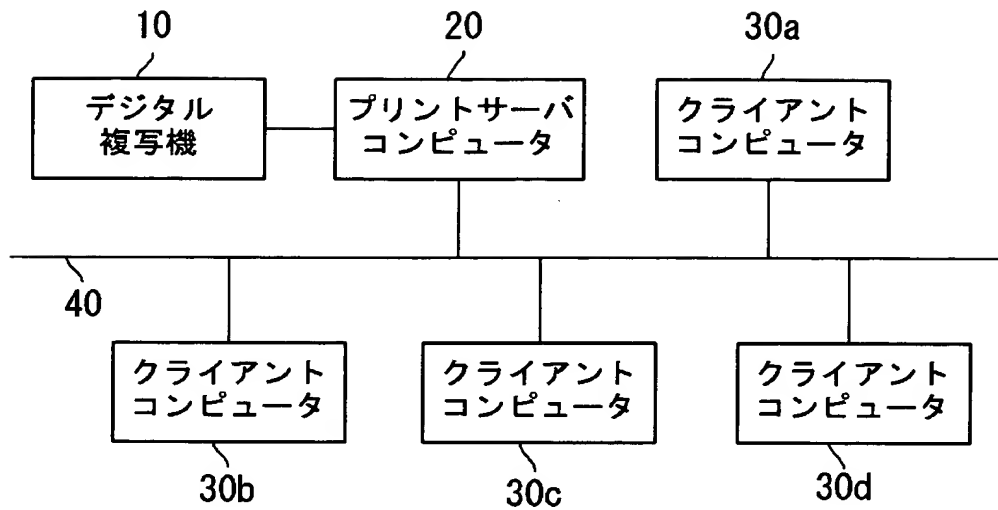 10
20
30a
デジタル
複写機
プリントサーバ
コンピュータ
クライアント
コンピュータ
40
クライアント
コンピュータ
クライアント
コンピュータ
クライアント
コンピュータ
30b
30c
30d